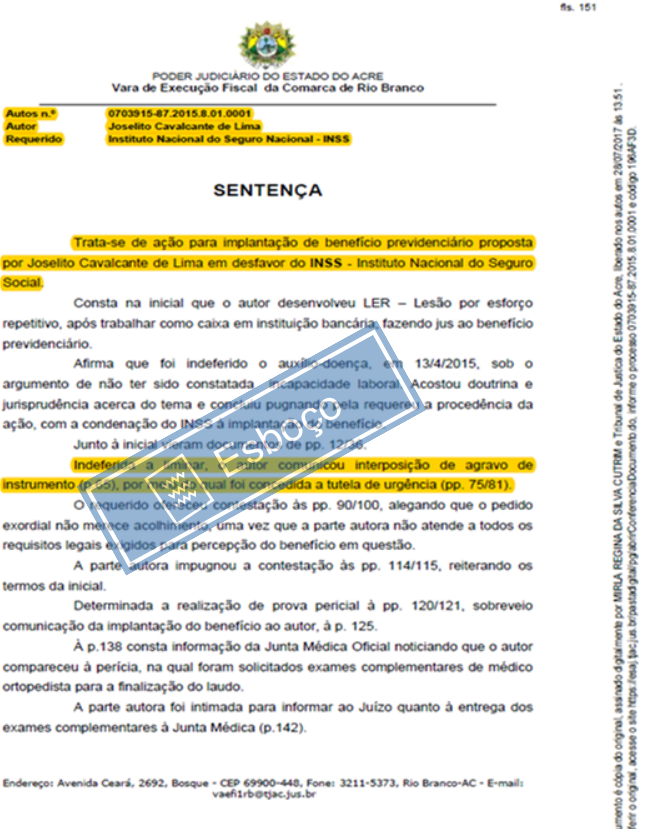 fls. 151
PODER JUDICIÁRIO DO ESTADO DO ACRE
Vara de Execução Fiscal da Comarca de Rio Branco
Autos n.º 0703915-87.2015.8.01.0001
Autor Joselito Cavalcante de Lima
Requerido Instituto Nacional do Seguro Nacional - INSS
SENTENÇA
Trata-se de ação para implantação de benefício previdenciário proposta
por Joselito Cavalcante de Lima em desfavor do INSS - Instituto Nacional do Seguro
Social.
Consta na inicial que o autor desenvolveu LER – Lesão por esforço
repetitivo, após trabalhar como caixa em instituição bancária, fazendo jus ao benefício
previdenciário.
Afirma que foi indeferido o auxílio-doença, em 13/4/2015, sob o
argumento de não ter sido constatada incapacidade laboral. Acostou doutrina e
jurisprudência acerca do tema e concluiu pugnando pela requereu a procedência da
ação, com a condenação do INSS à implantação do benefício.
Junto à inicial vieram documentos de pp. 12/36.
Indeferida a liminar, o autor comunicou interposição de agravo de
instrumento (p.65), por meio do qual foi concedida a tutela de urgência (pp. 75/81).
O requerido ofereceu contestação às pp. 90/100, alegando que o pedido
exordial não merece acolhimento, uma vez que a parte autora não atende a todos os
requisitos legais exigidos para percepção do benefício em questão.
A parte autora impugnou a contestação às pp. 114/115, reiterando os
termos da inicial.
Determinada a realização de prova pericial à pp. 120/121, sobreveio
comunicação da implantação do benefício ao autor, à p. 125.
À p.138 consta informação da Junta Médica Oficial noticiando que o autor
compareceu à perícia, na qual foram solicitados exames complementares de médico
ortopedista para a finalização do laudo.
A parte autora foi intimada para informar ao Juízo quanto à entrega dos
exames complementares à Junta Médica (p.142).
Esboço
Endereço: Avenida Ceará, 2692, Bosque - CEP 69900-448, Fone: 3211-5373, Rio Branco-AC - E-mail:
vaefi1rb@tjac.jus.br
umento é cópia do original, assinado digitalmente por MIRLA REGINA DA SILVA CUTRIM e Tribunal de Justica do Estado do Acre, liberado nos autos em 28/07/2017 às 13:51 .
ferir o original, acesse o site https://esaj.tjac.jus.br/pastadigital/pg/abrirConferenciaDocumento.do, informe o processo 0703915-87.2015.8.01.0001 e código 196AF3D.